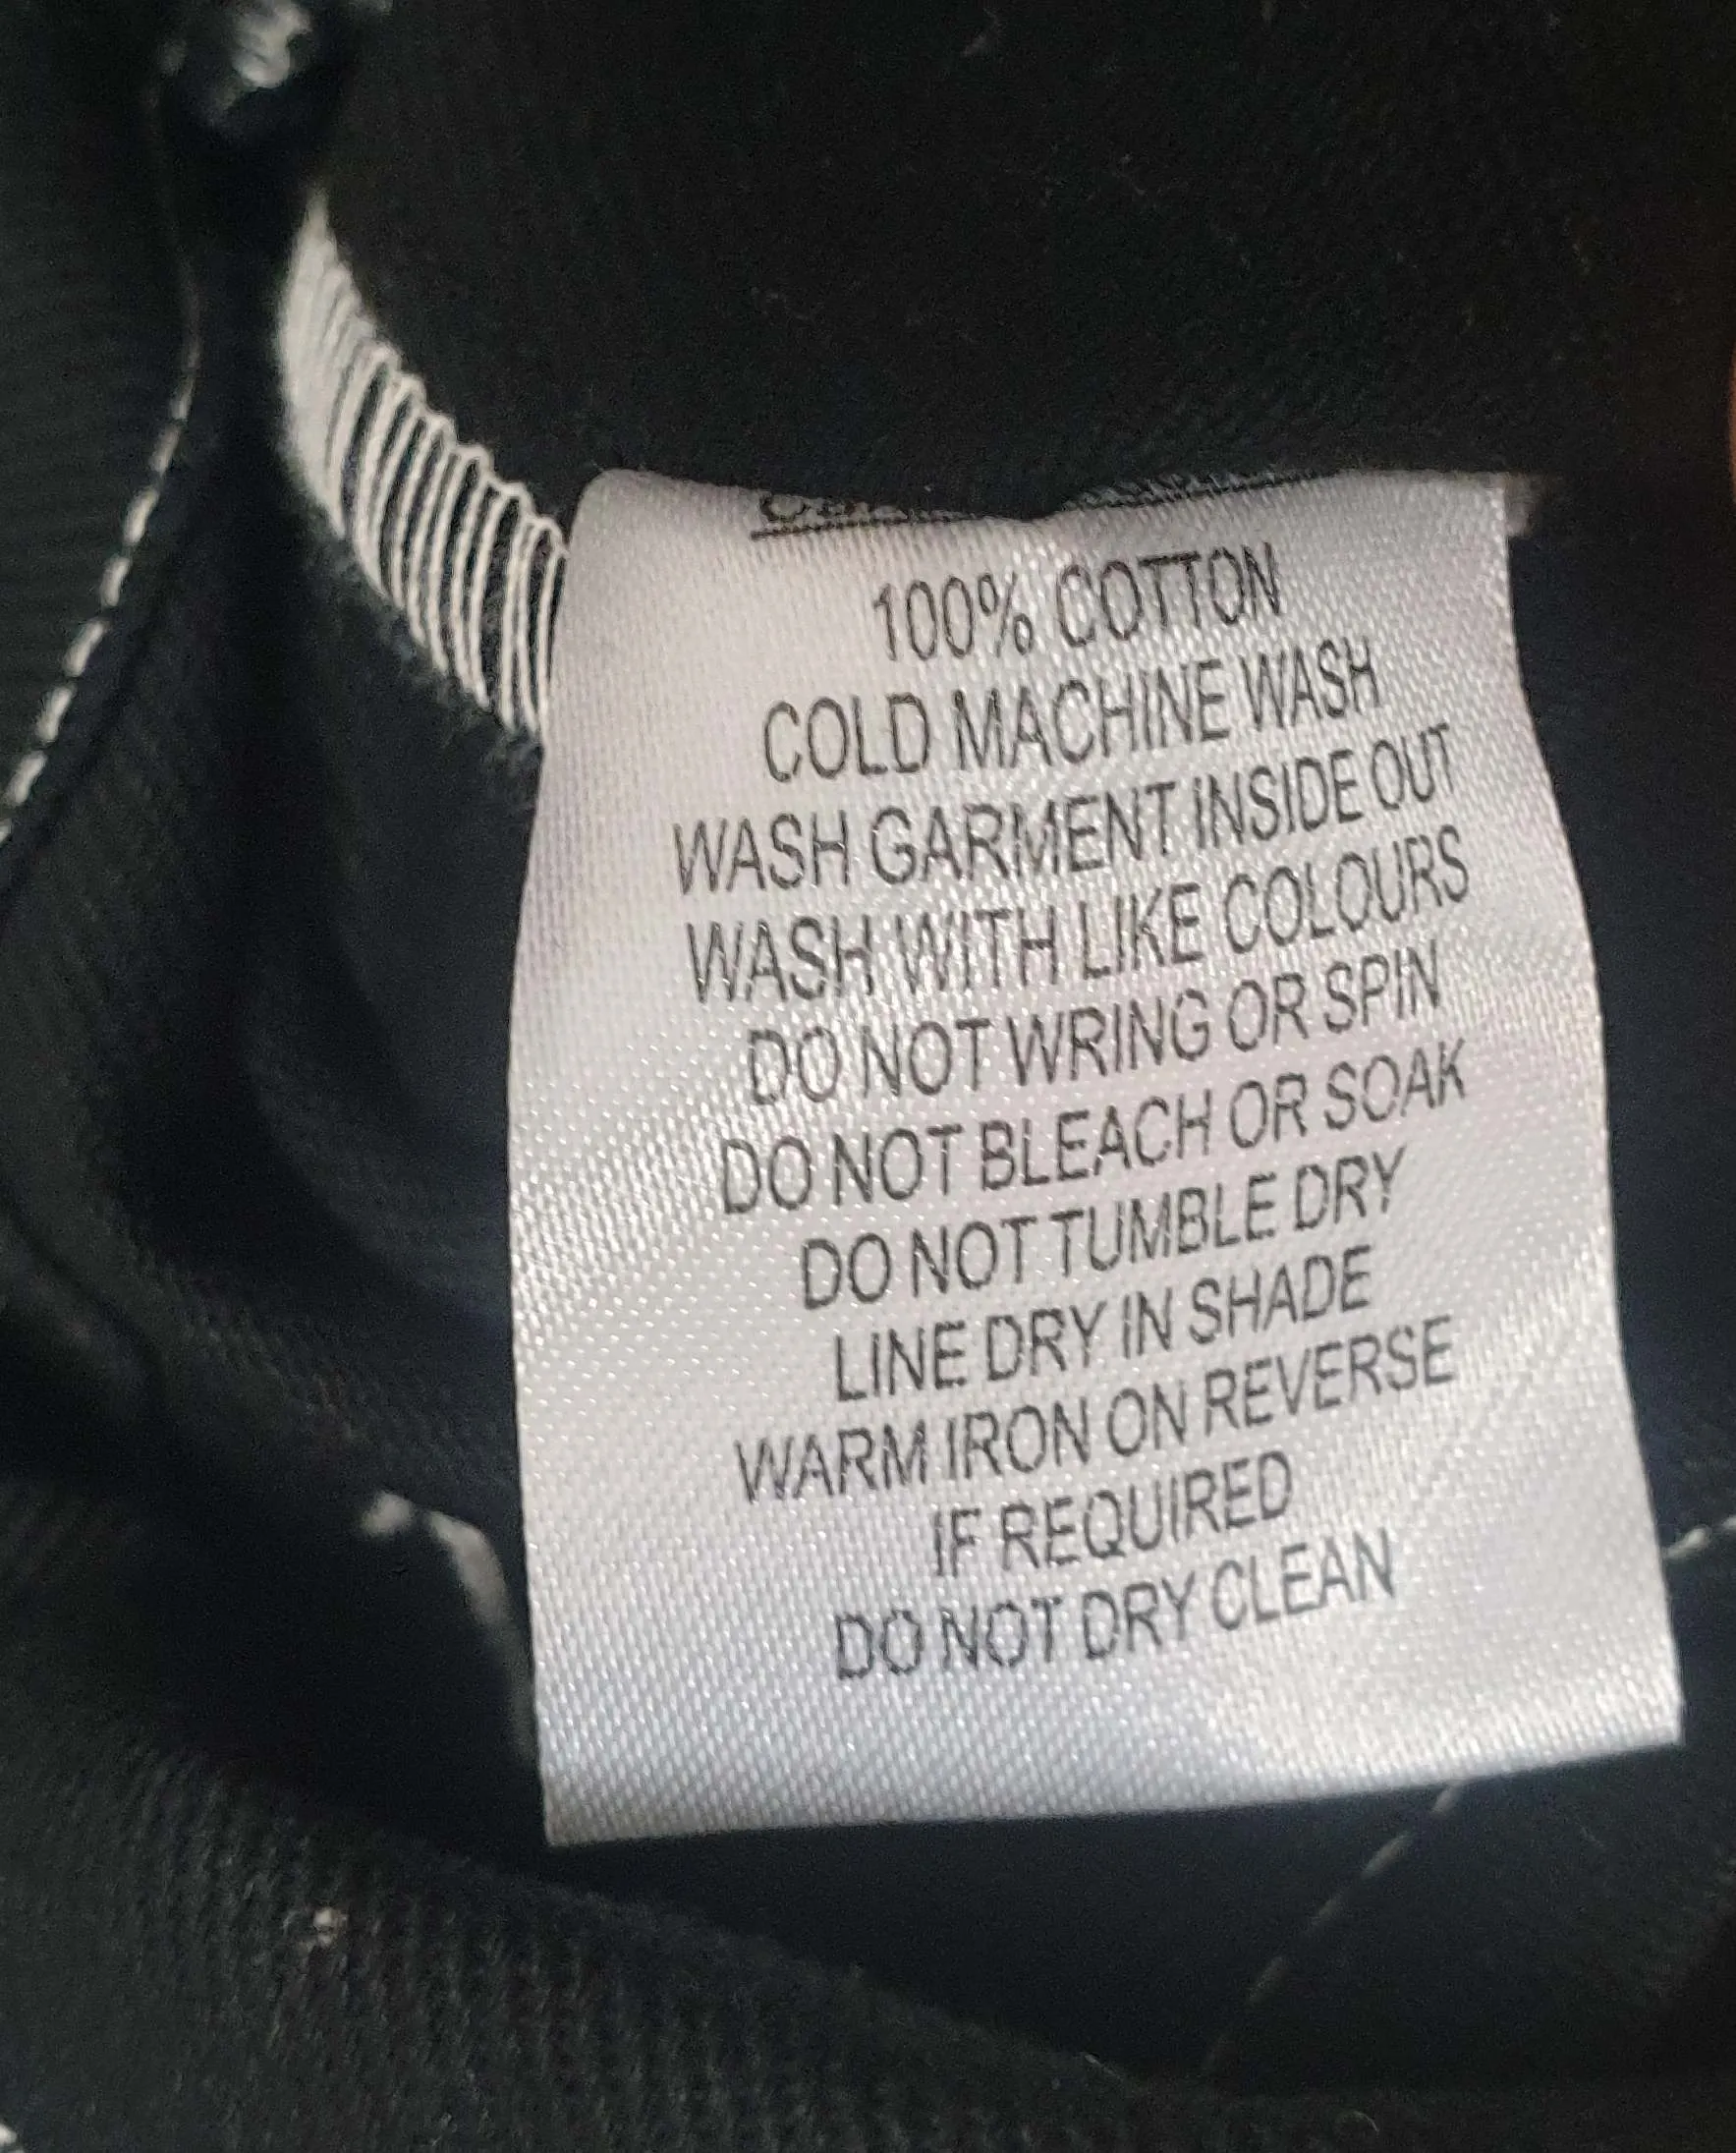 100% COTTON
COLD MACHINE WASH
WASH GARMENT INSIDE OUT
WASH WITH LIKE COLOURS
DO NOT WRING OR SPIN
DO NOT BLEACH OR SOAK
DO NOT TUMBLE DRY
LINE DRY IN SHADE
WARM IRON ON REVERSE
IF REQUIRED
DO NOT DRY CLEAN